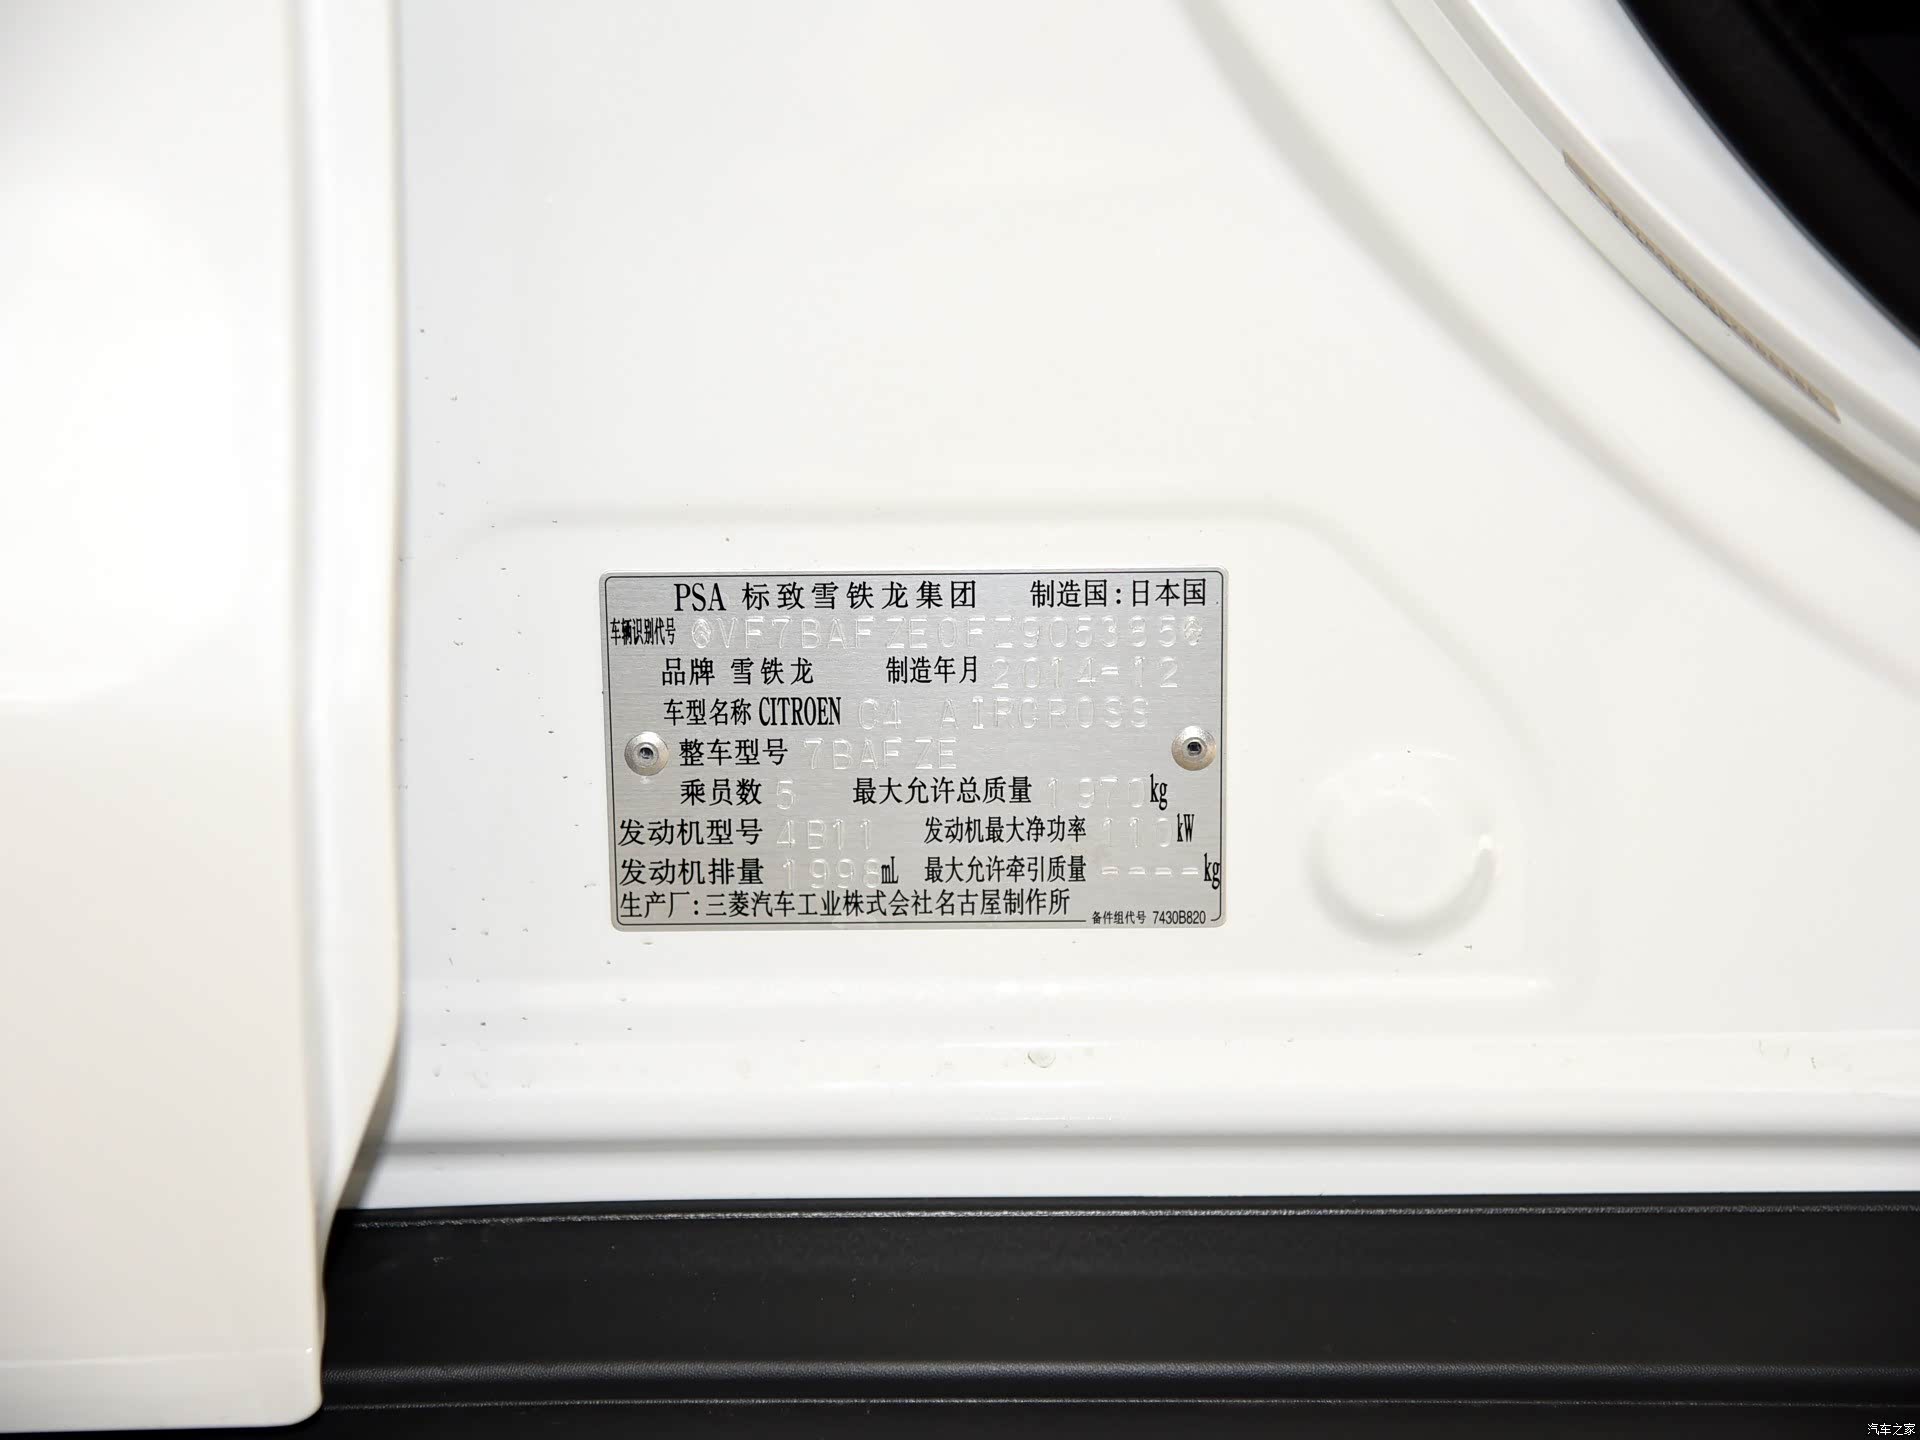 PSA 标致雪铁龙集团 制造国:日本国
车辆识别代号 VF7BAFZE0FZ905395
品牌 雪铁龙 制造年月 2014-12
车型名称 CITROEN C4 AIRCROSS
整车型号 7BAFZE
乘员数 5 最大允许总质量 1970kg
发动机型号 4B11 发动机最大净功率 110kW
发动机排量 1998mL 最大允许牵引质量 ----kg
生产厂:三菱汽车工业株式会社名古屋制作所
备件组代号 7430B820
汽车之家